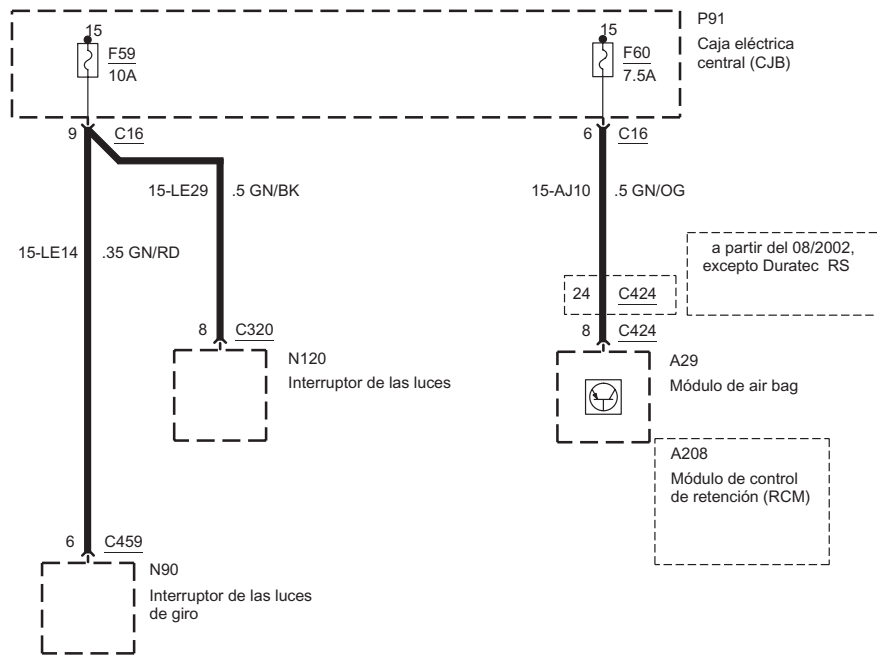 P91
Caja eléctrica
central (CJB)
15
F59
10A
15
F60
7.5A
9
C16
6
C16
15-LE29
.5 GN/BK
15-AJ10
.5 GN/OG
15-LE14
.35 GN/RD
a partir del 08/2002,
excepto Duratec RS
24
C424
8
C320
8
C424
N120
Interruptor de las luces
A29
Módulo de air bag
A208
Módulo de control
de retención (RCM)
6
C459
N90
Interruptor de las luces
de giro